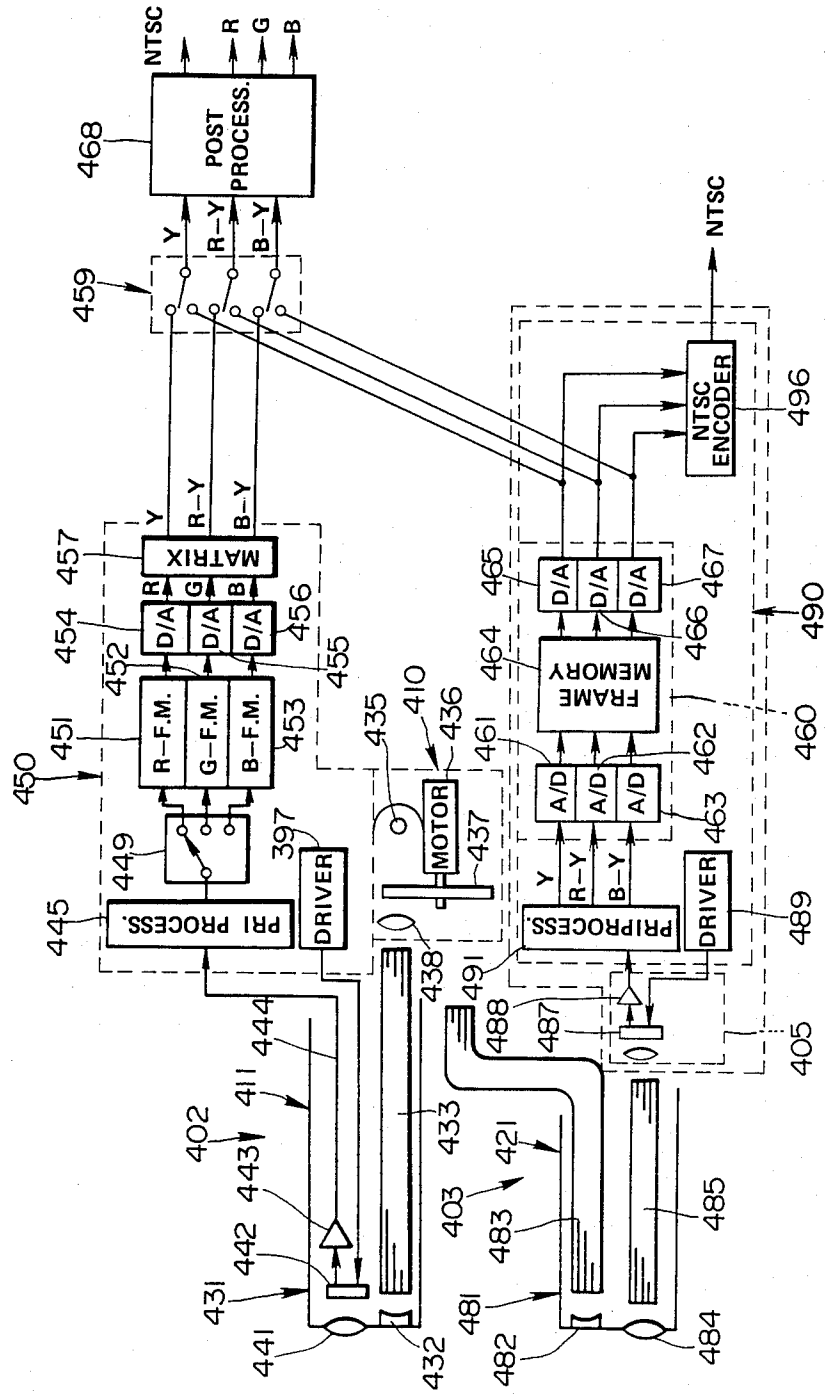 NTSC
R
G
B
468
POST
PROCESS.
Y
R–Y
B–Y
459
450
Y
R–Y
B–Y
457
MATRIX
454
R
G
B
D/A
D/A
D/A
455
456
452
451
R–F.M.
G–F.M.
B–F.M.
453
449
445
PRI PROCESS.
397
DRIVER
435
410
436
MOTOR
437
438
444
411
402
443
442
431
441
432
433
403
421
483
481
482
484
485
NTSC
NTSC
ENCODER
496
465
D/A
D/A
D/A
467
466
490
464
FRAME
MEMORY
460
461
A/D
A/D
A/D
462
463
Y
R–Y
B–Y
PRIPROCESS.
491
DRIVER
489
488
487
405